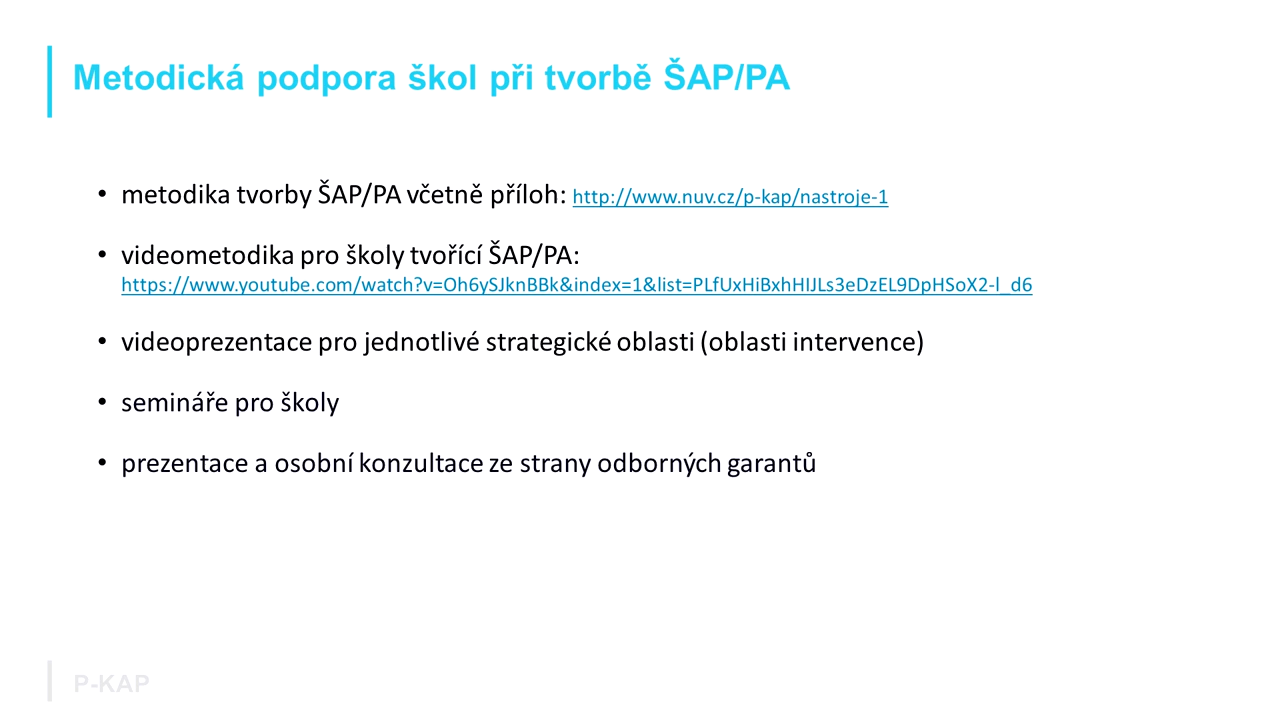 Metodická podpora škol při tvorbě ŠAP/PA
• metodika tvorby ŠAP/PA včetně příloh: http://www.nuv.cz/p-kap/nastroje-1
• videometodika pro školy tvořící ŠAP/PA:
https://www.youtube.com/watch?v=Oh6ySJknBBk&index=1&list=PLfUxHiBxhHIJLs3eDzEL9DpHSoX2-l_d6
• videoprezentace pro jednotlivé strategické oblasti (oblasti intervence)
• semináře pro školy
• prezentace a osobní konzultace ze strany odborných garantů
P-KAP